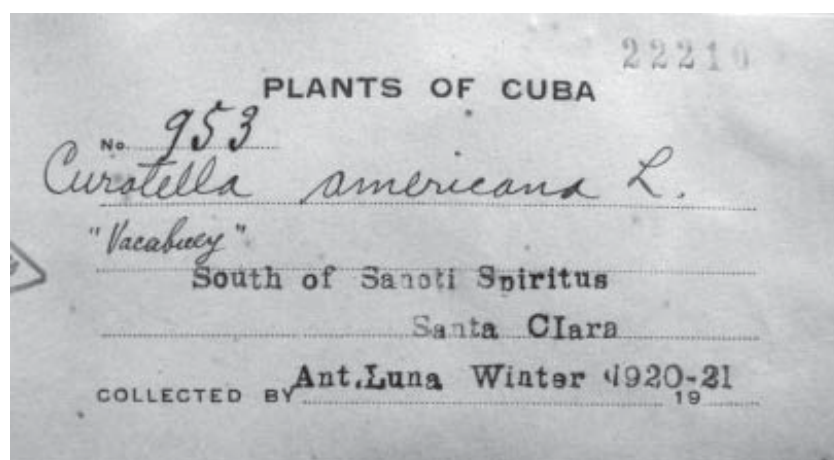 22210
PLANTS OF CUBA
No. 953
Curatella americana L.
"Vacabuey"
South of Sancti Spiritus
Santa Clara
COLLECTED BY Ant.Luna Winter 1920-21
19